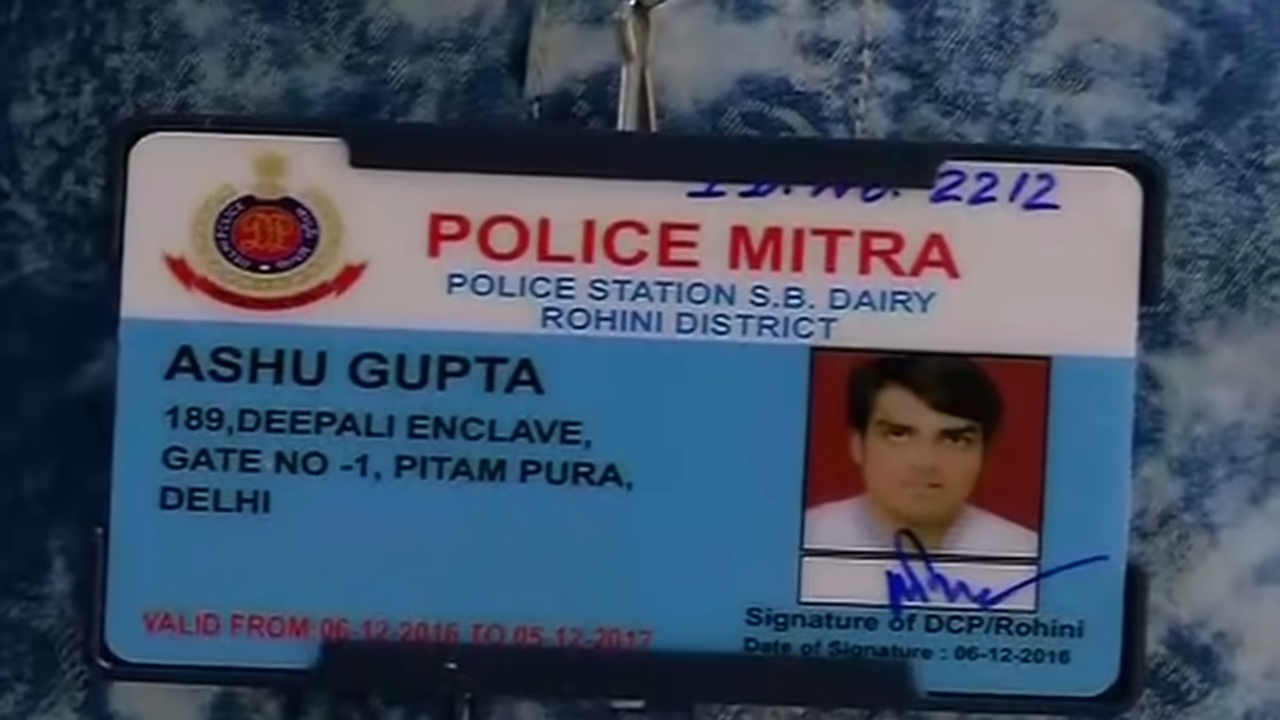 I.D. No. 2212
POLICE MITRA
POLICE STATION S.B. DAIRY
ROHINI DISTRICT
ASHU GUPTA
189,DEEPALI ENCLAVE,
GATE NO -1, PITAM PURA,
DELHI
VALID FROM 06-12-2016 TO 05-12-2017
Signature of DCP/Rohini
Date of Signature : 06-12-2016